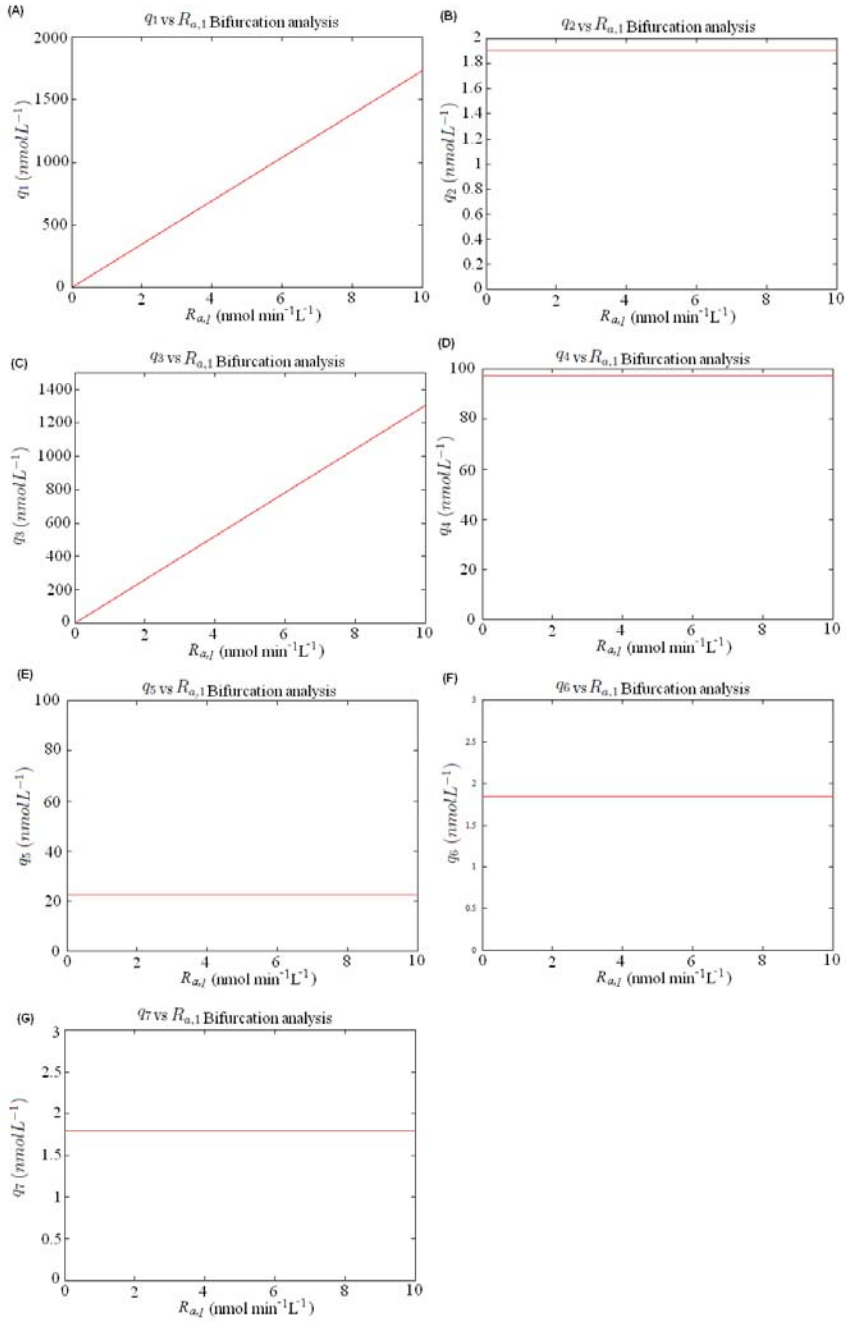 (A)
q1 vs Ra,1 Bifurcation analysis
2000
1500
1000
500
0
q1 (nmolL−1)
0 2 4 6 8 10
Ra,1 (nmol min-1L-1)
(B)
q2 vs Ra,1 Bifurcation analysis
2
1.8
1.6
1.4
1.2
1
0.8
0.6
0.4
0.2
0
q2 (nmolL−1)
0 2 4 6 8 10
Ra,1 (nmol min-1L-1)
(C)
q3 vs Ra,1 Bifurcation analysis
1400
1200
1000
800
600
400
200
0
q3 (nmolL−1)
0 2 4 6 8 10
Ra,1 (nmol min-1L-1)
(D)
q4 vs Ra,1 Bifurcation analysis
100
80
60
40
20
0
q4 (nmolL−1)
0 2 4 6 8 10
Ra,1 (nmol min-1L-1)
(E)
q5 vs Ra,1 Bifurcation analysis
100
80
60
40
20
0
q5 (nmolL−1)
0 2 4 6 8 10
Ra,1 (nmol min-1L-1)
(F)
q6 vs Ra,1 Bifurcation analysis
3
2.5
2
1.5
1
0.5
0
q6 (nmolL−1)
0 2 4 6 8 10
Ra,1 (nmol min-1L-1)
(G)
q7 vs Ra,1 Bifurcation analysis
3
2.5
2
1.5
1
0.5
0
q7 (nmolL−1)
0 2 4 6 8 10
Ra,1 (nmol min-1L-1)